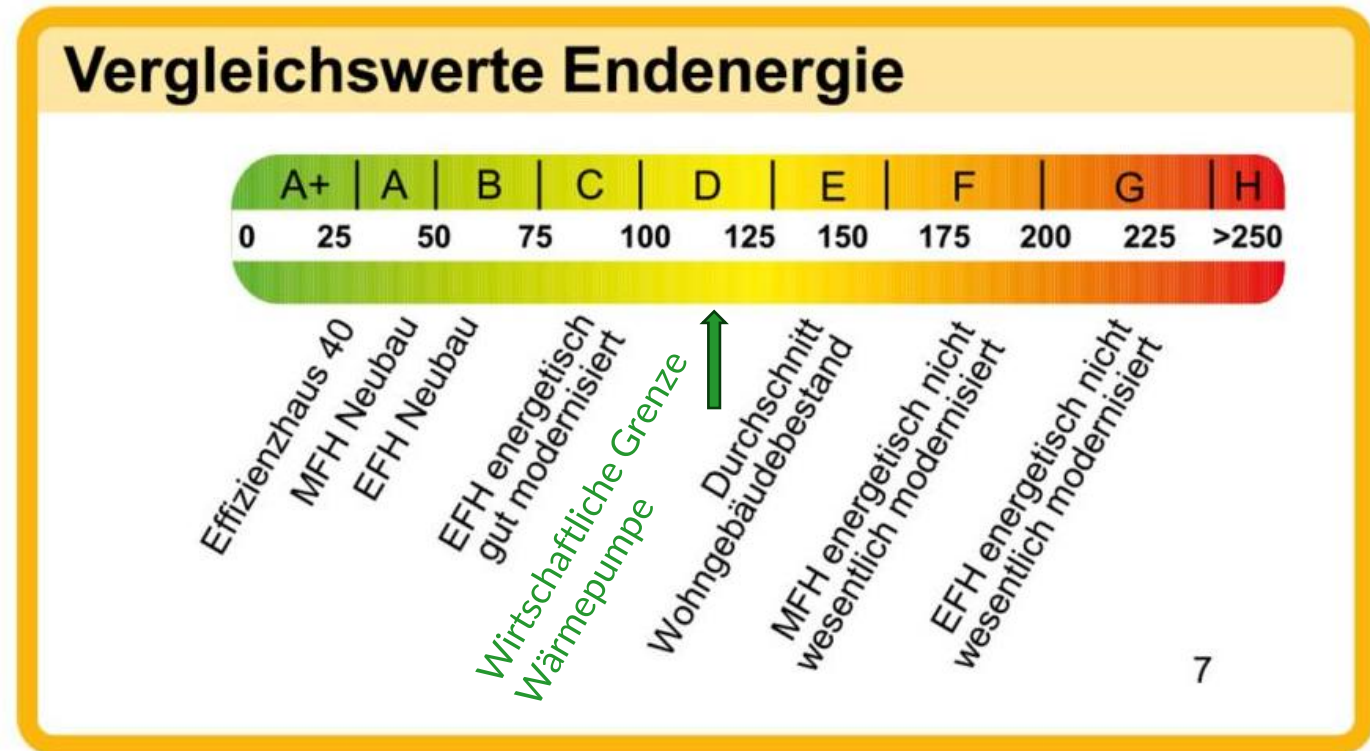 Vergleichswerte Endenergie
A+ | A | B | C | D | E | F | G | H
0 25 50 75 100 125 150 175 200 225 >250
Effizienzhaus 40
MFH Neubau
EFH Neubau
EFH energetisch
gut modernisiert
Wirtschaftliche Grenze
Wärmepumpe
Durchschnitt
Wohngebäudebestand
MFH energetisch nicht
wesentlich modernisiert
EFH energetisch nicht
wesentlich modernisiert
7